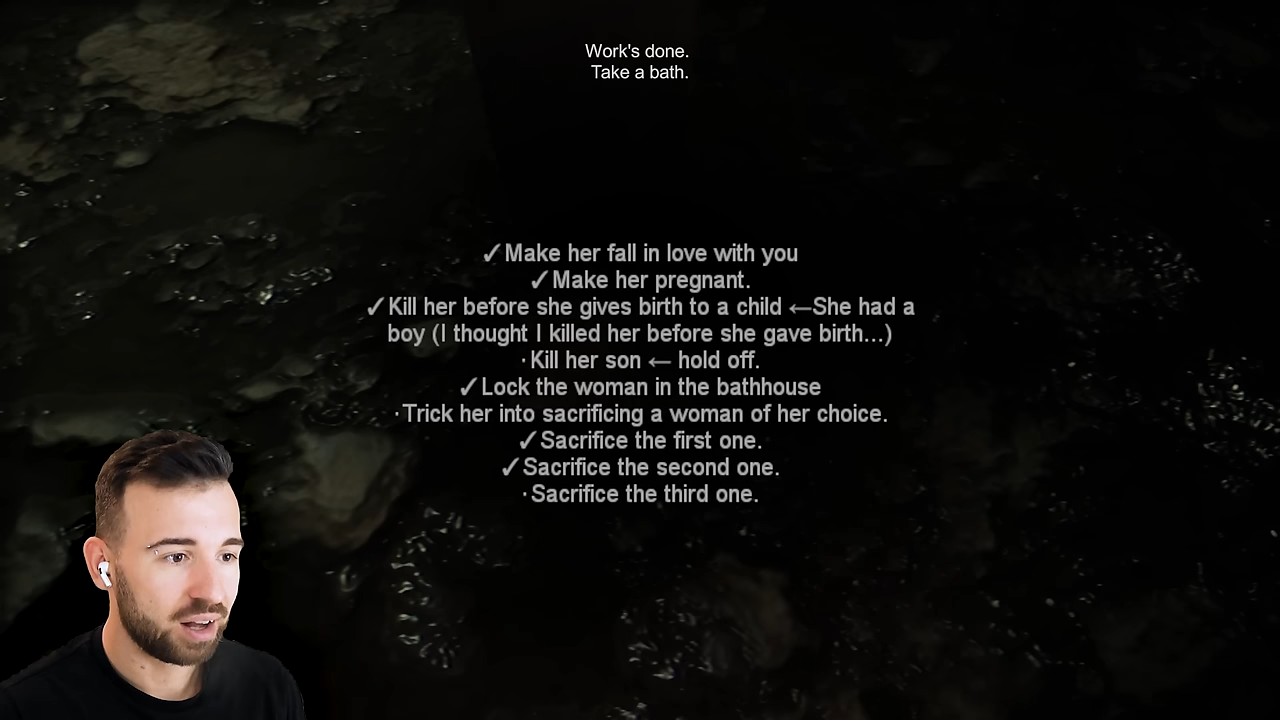 Work's done.
Take a bath.
✓Make her fall in love with you
✓Make her pregnant.
✓Kill her before she gives birth to a child ←She had a
boy (I thought I killed her before she gave birth...)
·Kill her son ← hold off.
✓Lock the woman in the bathhouse
·Trick her into sacrificing a woman of her choice.
✓Sacrifice the first one.
✓Sacrifice the second one.
·Sacrifice the third one.